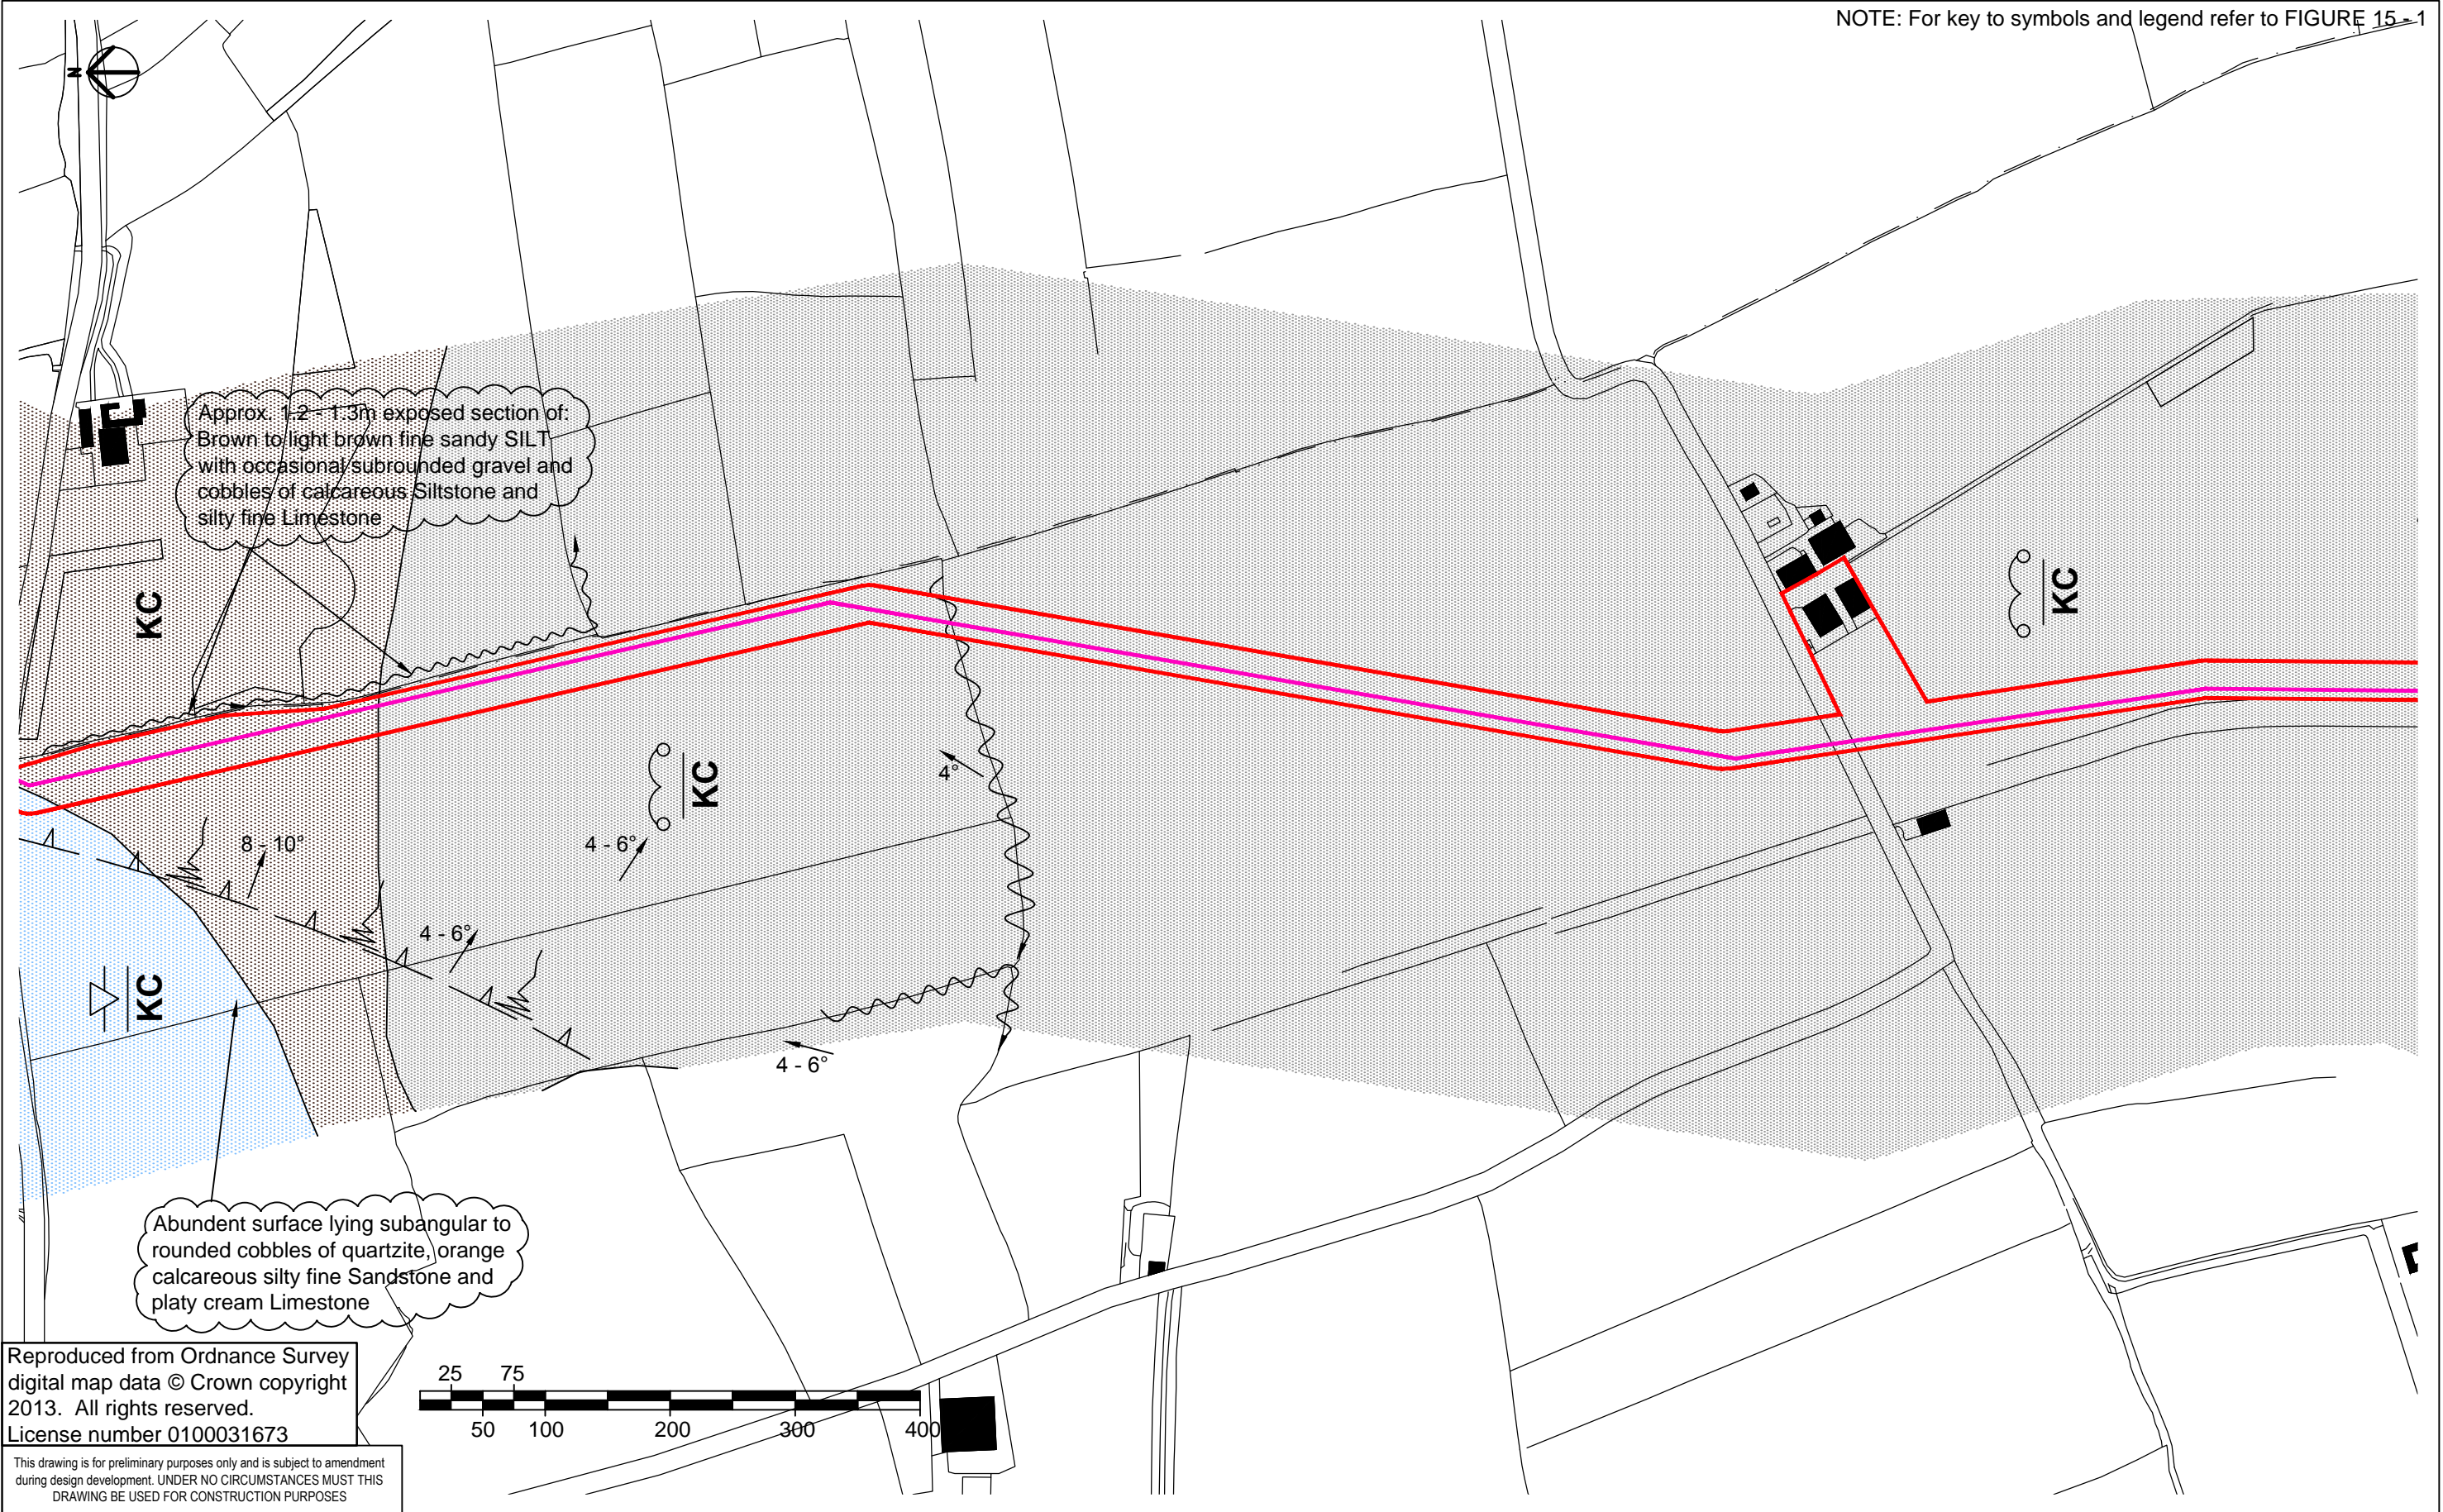 NOTE: For key to symbols and legend refer to FIGURE 15 - 1
N
Approx. 1.2 - 1.3m exposed section of:
Brown to light brown fine sandy SILT
with occasional subrounded gravel and
cobbles of calcareous Siltstone and
silty fine Limestone
KC
KC
KC
4°
8 - 10°
4 - 6°
4 - 6°
KC
4 - 6°
Abundent surface lying subangular to
rounded cobbles of quartzite, orange
calcareous silty fine Sandstone and
platy cream Limestone
Reproduced from Ordnance Survey
digital map data © Crown copyright
2013. All rights reserved.
License number 0100031673
25 75
50 100 200 300 400
This drawing is for preliminary purposes only and is subject to amendment
during design development. UNDER NO CIRCUMSTANCES MUST THIS
DRAWING BE USED FOR CONSTRUCTION PURPOSES